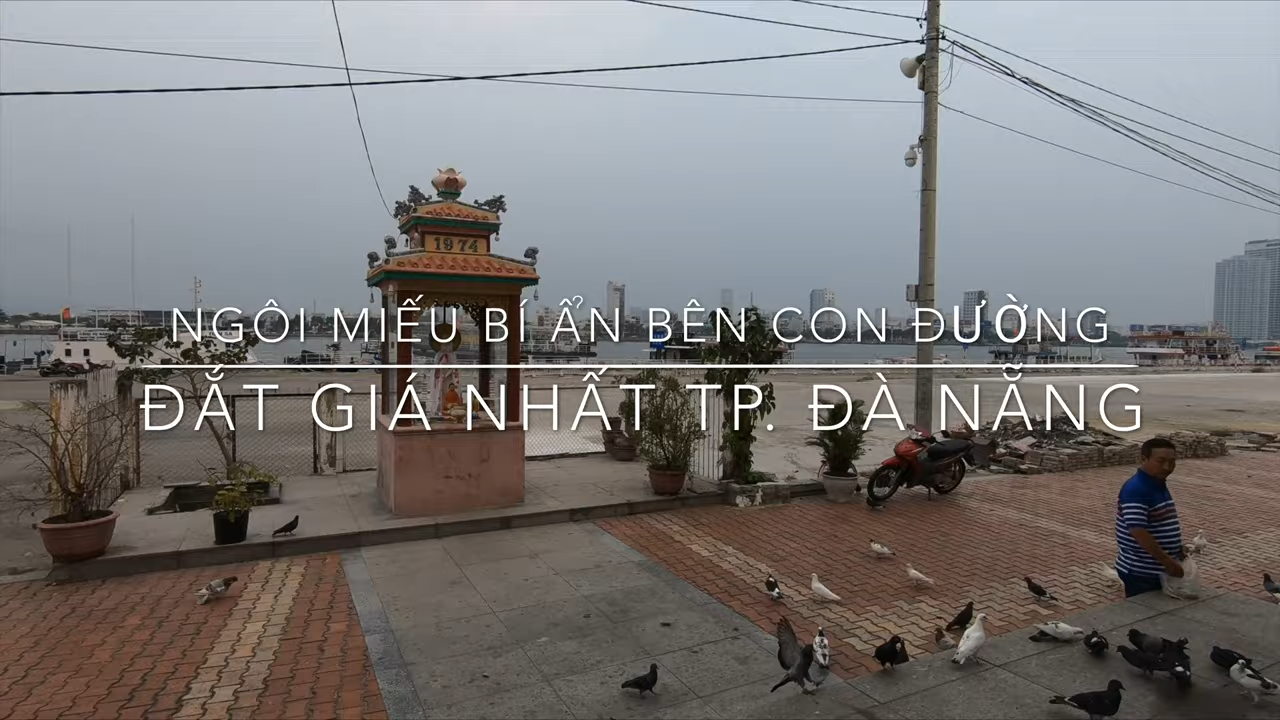 1974
NGÔI MIẾU BÍ ẨN BÊN CON ĐƯỜNG
ĐẮT GIÁ NHẤT TP. ĐÀ NẴNG